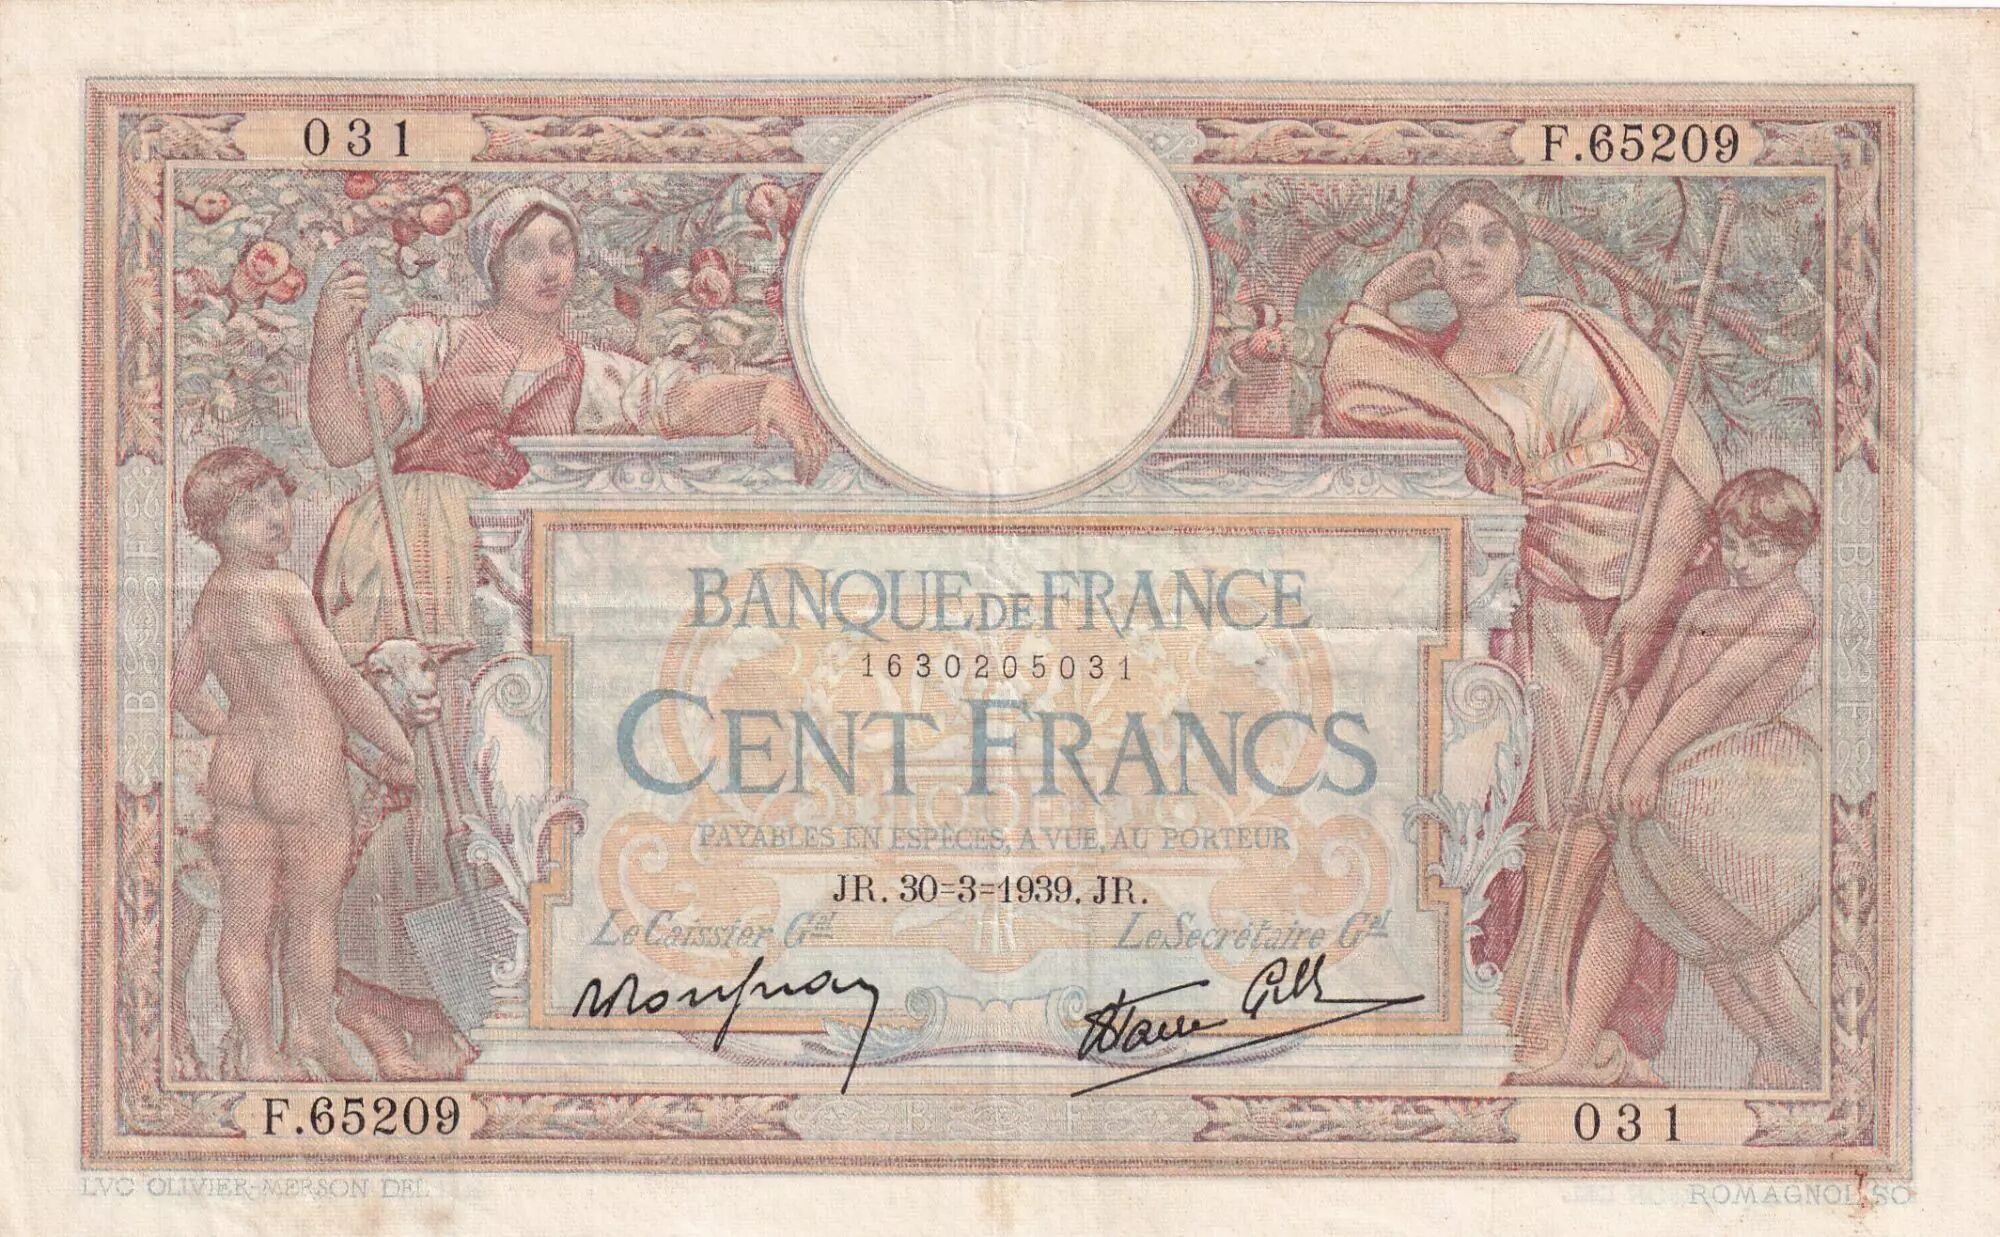 031
F.65209
BANQUE DE FRANCE
1630205031
CENT FRANCS
PAYABLES EN ESPÈCES, A VUE, AU PORTEUR
JR. 30=3=1939. JR.
Le Caissier Gal
Le Secrétaire Gal
F.65209
031
B F
B F
B F
LVC OLIVIER-MERSON DEL
ROMAGNOL SC